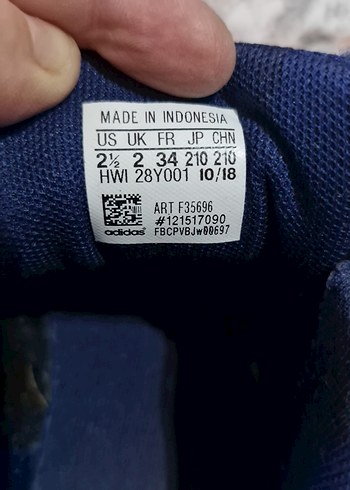 MADE IN INDONESIA
US UK FR JP CHN
2½ 2 34 210 210
HWI 28Y001 10/18
ART F35696
#121517090
adidas FBCPVBJw00697